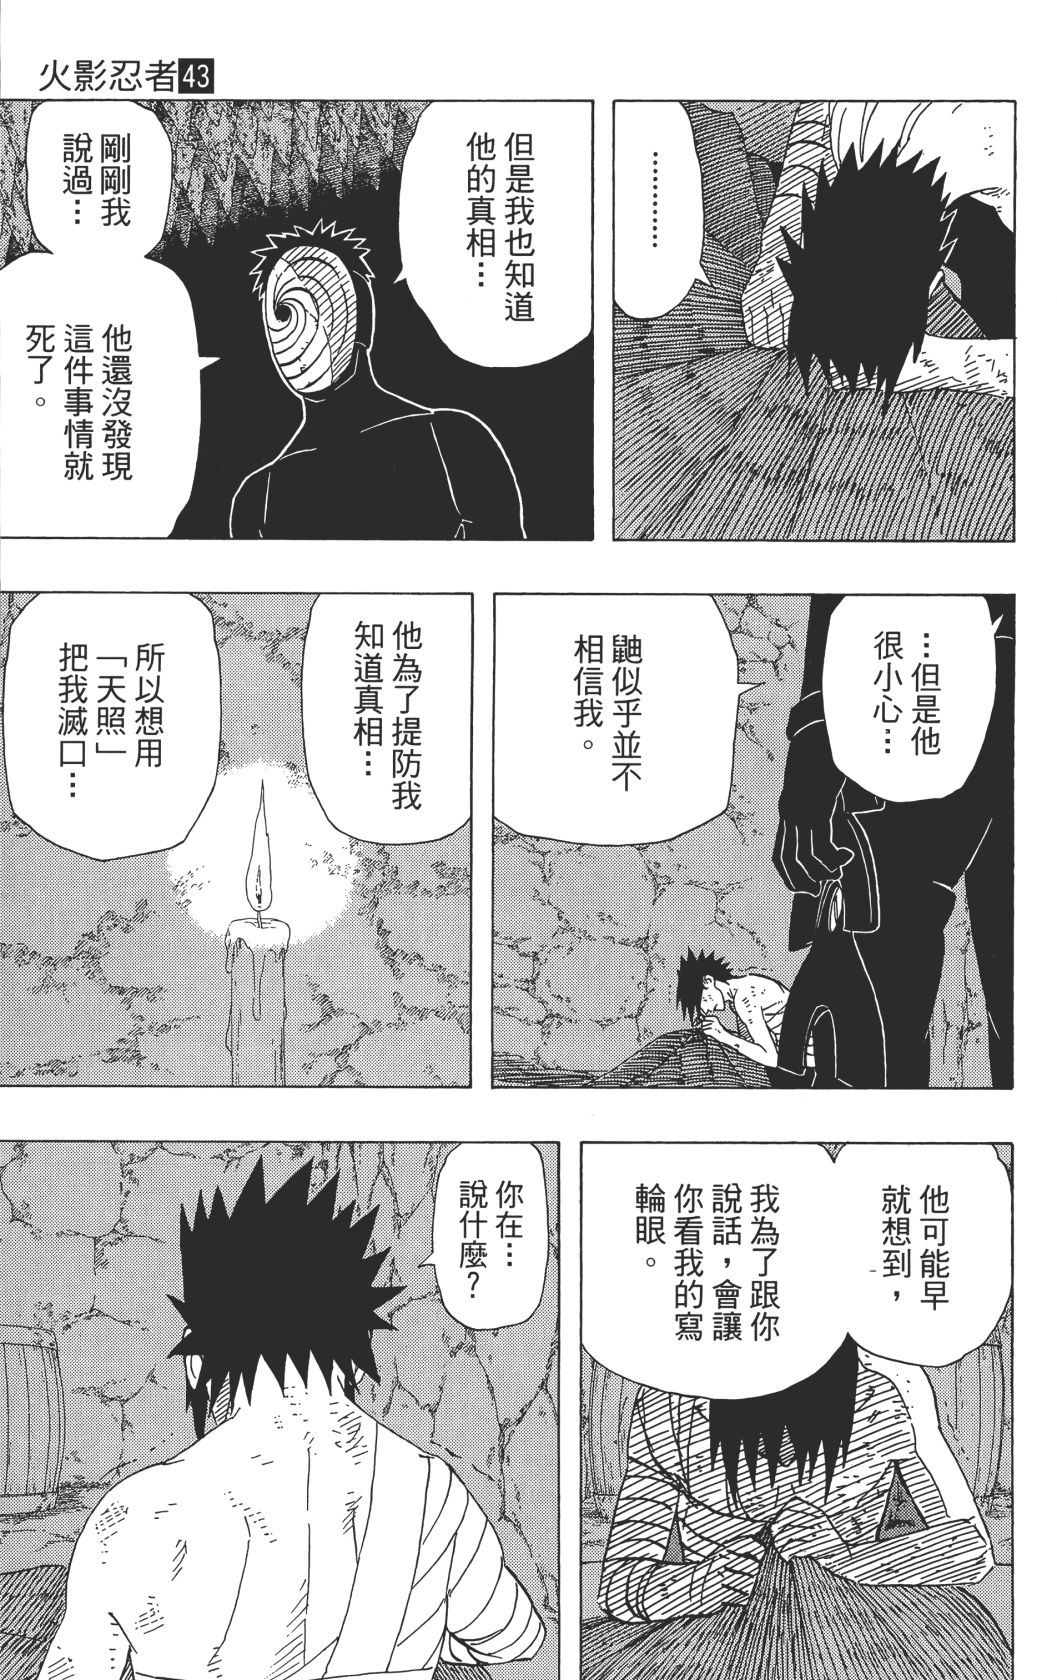 火影忍者43
…………
但是我也知道
他的真相…
剛剛我
說過…
他還沒發現
這件事情就
死了。
…但是他
很小心…
鼬似乎並不
相信我。
他為了提防我
知道真相…
所以想用
「天照」
把我滅口…
他可能早
就想到，
我為了跟你
說話，會讓
你看我的寫
輪眼。
你在…
說什麼？